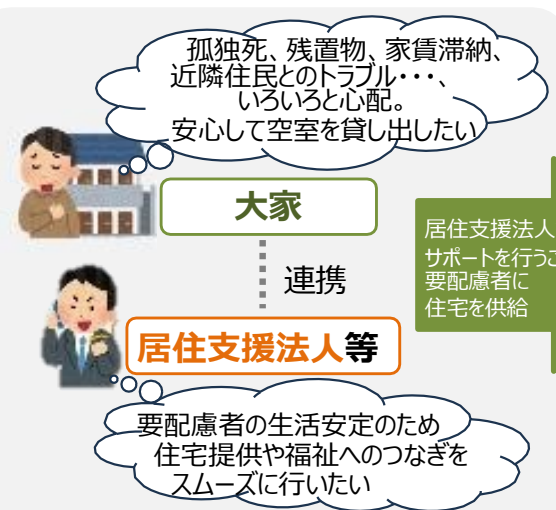 孤独死、残置物、家賃滞納、
近隣住民とのトラブル・・・、
いろいろと心配。
安心して空室を貸し出したい
大家
連携
居住支援法人等
要配慮者の生活安定のため
住宅提供や福祉へのつなぎを
スムーズに行いたい
居住支援法人
サポートを行うこ
要配慮者に
住宅を供給